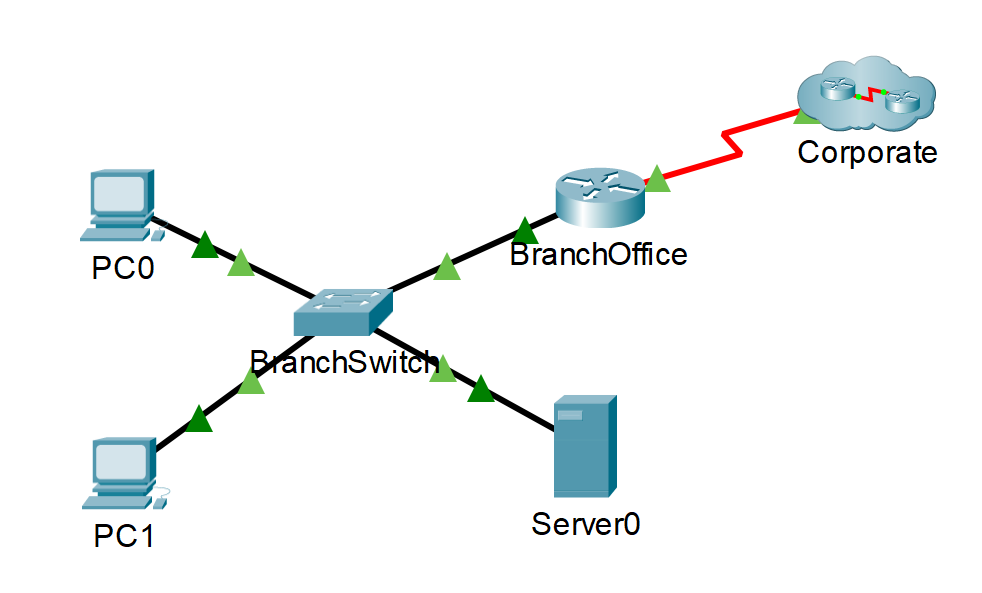 Corporate
BranchOffice
PC0
BranchSwitch
Server0
PC1